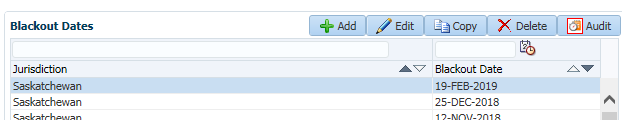 Blackout Dates Add Edit Copy Delete Audit
Jurisdiction Blackout Date
Saskatchewan 19-FEB-2019
Saskatchewan 25-DEC-2018
Saskatchewan 12-NOV-2018